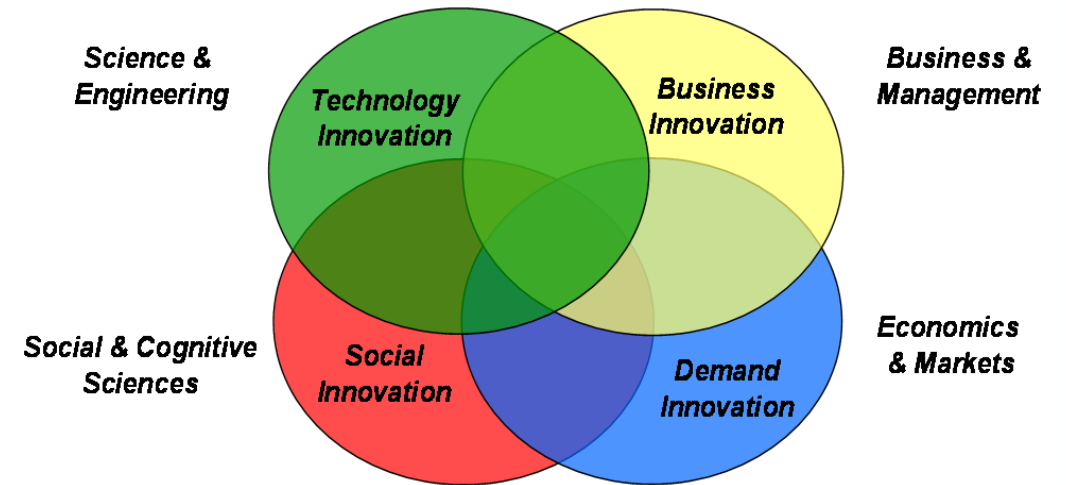 Science &
Engineering
Technology
Innovation
Business
Innovation
Business &
Management
Social & Cognitive
Sciences
Social
Innovation
Demand
Innovation
Economics
& Markets